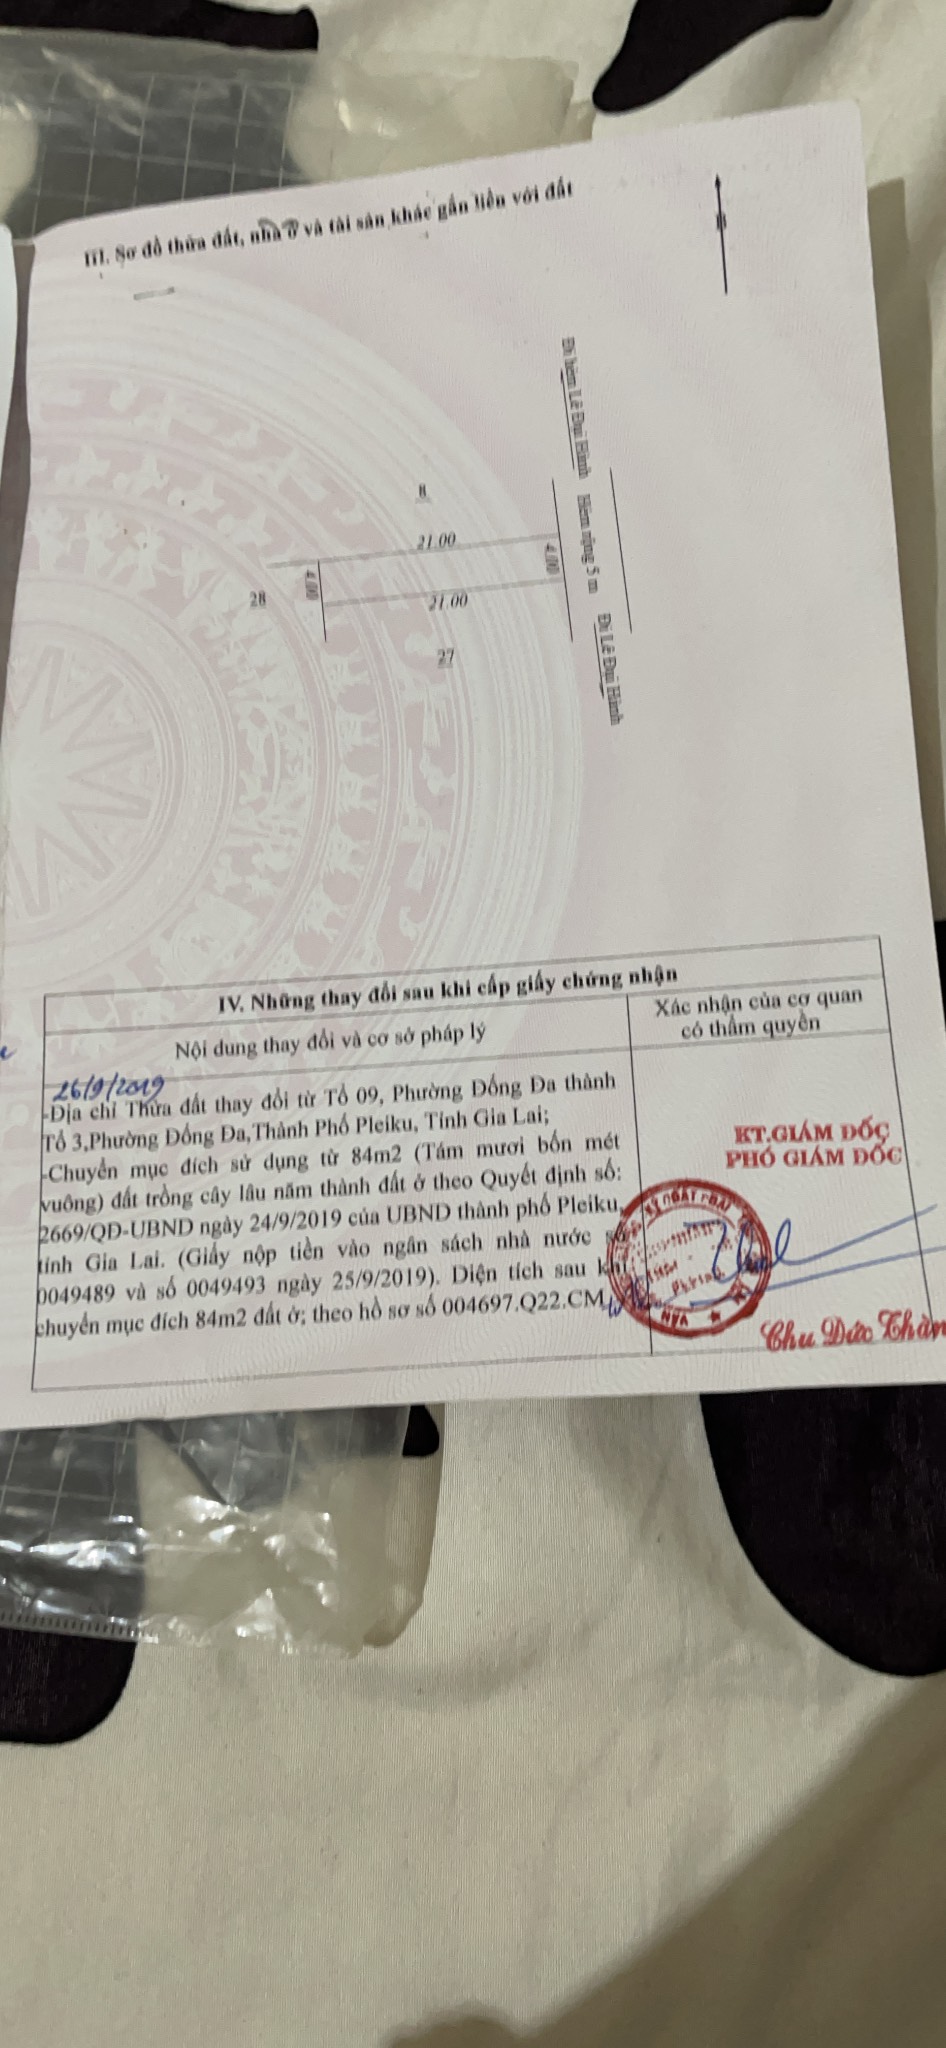 III. Sơ đồ thửa đất, nhà ở và tài sản khác gắn liền với đất
B
Đi hẻm Lê Đại Hành Hẻm rộng 5 m Đi Lê Đại Hành
8
21.00
4.00
4.00
28
21.00
27
IV. Những thay đổi sau khi cấp giấy chứng nhận
Nội dung thay đổi và cơ sở pháp lý
Xác nhận của cơ quan
có thẩm quyền
26/9/2019
-Địa chỉ Thửa đất thay đổi từ Tổ 09, Phường Đống Đa thành
Tổ 3,Phường Đống Đa,Thành Phố Pleiku, Tỉnh Gia Lai;
-Chuyển mục đích sử dụng từ 84m2 (Tám mươi bốn mét
vuông) đất trồng cây lâu năm thành đất ở theo Quyết định số:
2669/QD-UBND ngày 24/9/2019 của UBND thành phố Pleiku,
tỉnh Gia Lai. (Giấy nộp tiền vào ngân sách nhà nước số
0049489 và số 0049493 ngày 25/9/2019). Diện tích sau khi
chuyển mục đích 84m2 đất ở; theo hồ sơ số 004697.Q22.CM
KT.GIÁM ĐỐC
PHÓ GIÁM ĐỐC
Chu Đức Thàn